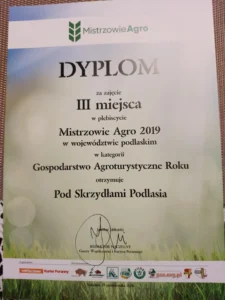 MistrzowieAgro
DYPLOM
za zajęcie
III miejsca
w plebiscycie
Mistrzowie Agro 2019
w województwie podlaskim
w kategorii
Gospodarstwo Agroturystyczne Roku
otrzymuje
Pod Skrzydłami Podlasia